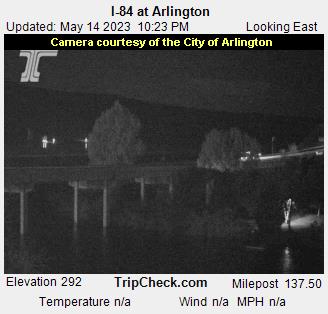 I-84 at Arlington
Updated: May 14 2023 10:23 PM Looking East
Camera courtesy of the City of Arlington
Elevation 292 TripCheck.com Milepost 137.50
Temperature n/a Wind n/a MPH n/a